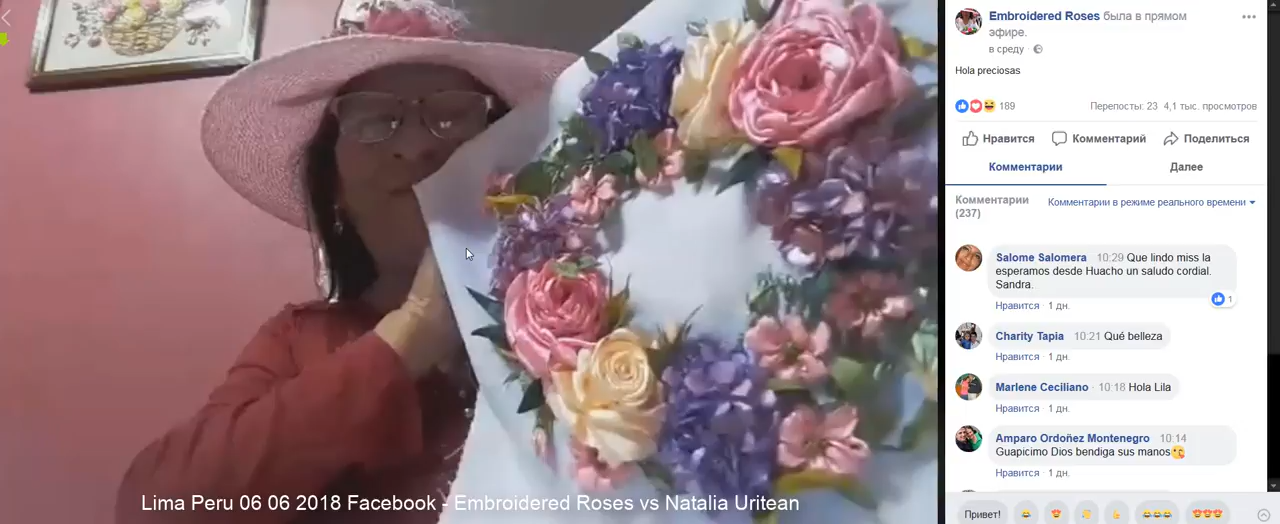 Lima Peru 06 06 2018 Facebook - Embroidered Roses vs Natalia Uritean
Embroidered Roses была в прямом
эфире.
в среду
Hola preciosas
189
Перепосты: 23 4,1 тыс. просмотров
Нравится Комментарий Поделиться
Комментарии Далее
Комментарии
(237)
Комментарии в режиме реального времени
Salome Salomera 10:29 Que lindo miss la
esperamos desde Huacho un saludo cordial.
Sandra.
1
Нравится · 1 дн.
Charity Tapia 10:21 Qué belleza
Нравится · 1 дн.
Marlene Ceciliano · 10:18 Hola Lila
Нравится · 1 дн.
Amparo Ordoñez Montenegro 10:14
Guapicimo Dios bendiga sus manos😘
Нравится · 1 дн.
Привет! 😂 😍 👏 👍 😂😂😂 😍😍😍